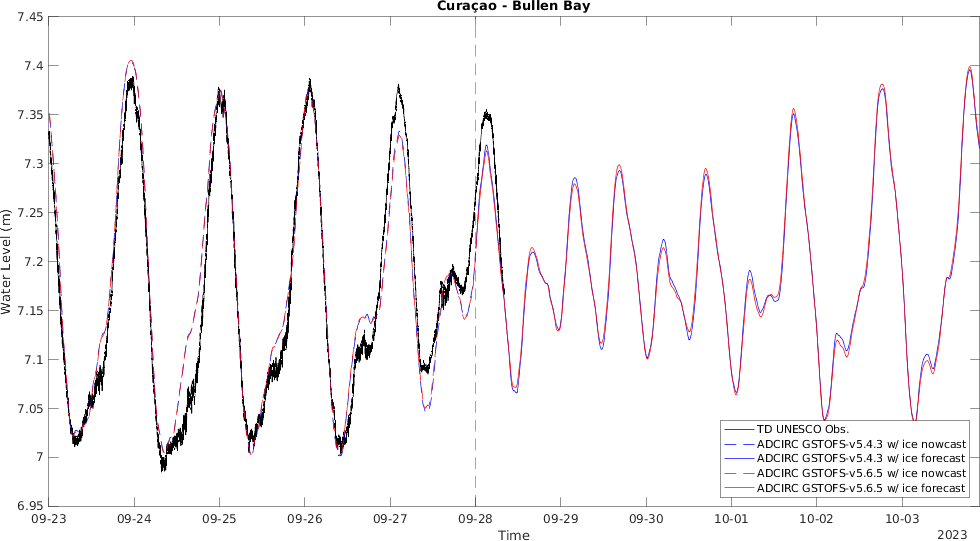 Curaçao - Bullen Bay
7.45
7.4
7.35
7.3
7.25
7.2
7.15
7.1
7.05
7
6.95
Water Level (m)
TD UNESCO Obs.
ADCIRC GSTOFS-v5.4.3 w/ ice nowcast
ADCIRC GSTOFS-v5.4.3 w/ ice forecast
ADCIRC GSTOFS-v5.6.5 w/ ice nowcast
ADCIRC GSTOFS-v5.6.5 w/ ice forecast
09-23 09-24 09-25 09-26 09-27 09-28 09-29 09-30 10-01 10-02 10-03
Time
2023